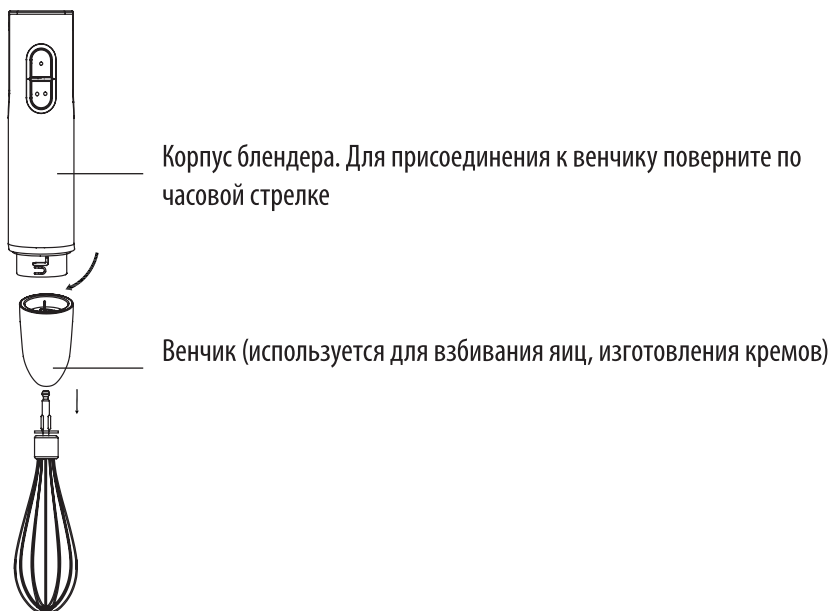 Корпус блендера. Для присоединения к венчику поверните по
часовой стрелке
Венчик (используется для взбивания яиц, изготовления кремов)